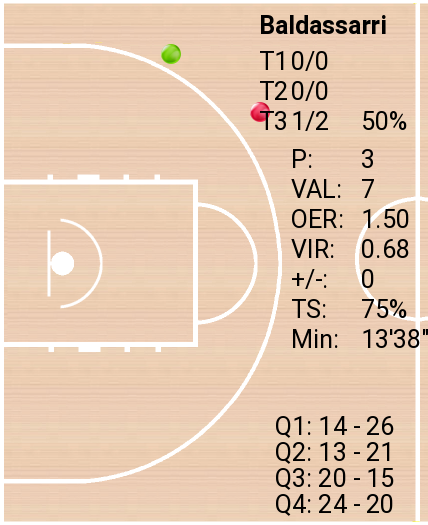 Baldassarri
T1 0/0
T2 0/0
T3 1/2 50%
P: 3
VAL: 7
OER: 1.50
VIR: 0.68
+/-: 0
TS: 75%
Min: 13'38"
Q1: 14 - 26
Q2: 13 - 21
Q3: 20 - 15
Q4: 24 - 20